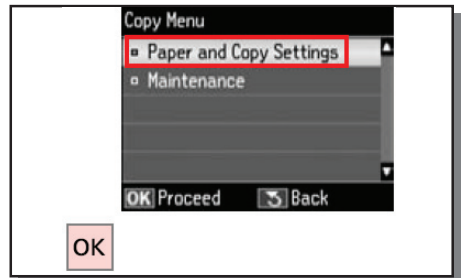 Copy Menu
Paper and Copy Settings
Maintenance
OK Proceed Back
OK